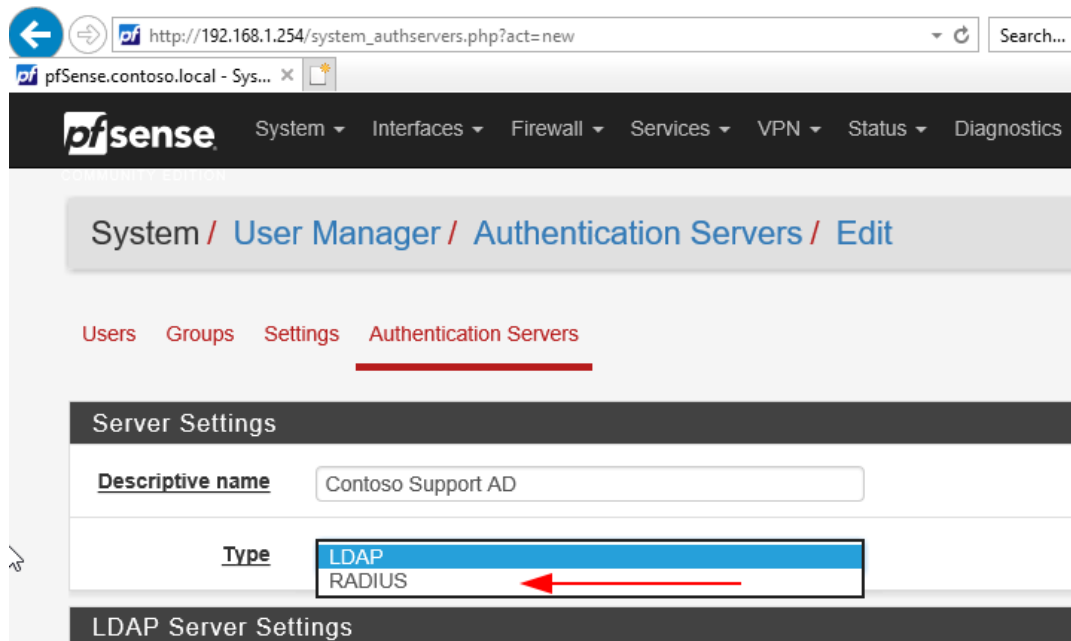 http://192.168.1.254/system_authservers.php?act=new Search...
pfSense.contoso.local - Sys...
pfsense System Interfaces Firewall Services VPN Status Diagnostics
COMMUNITY EDITION
System / User Manager / Authentication Servers / Edit
Users Groups Settings Authentication Servers
Server Settings
Descriptive name Contoso Support AD
Type LDAP
RADIUS
LDAP Server Settings